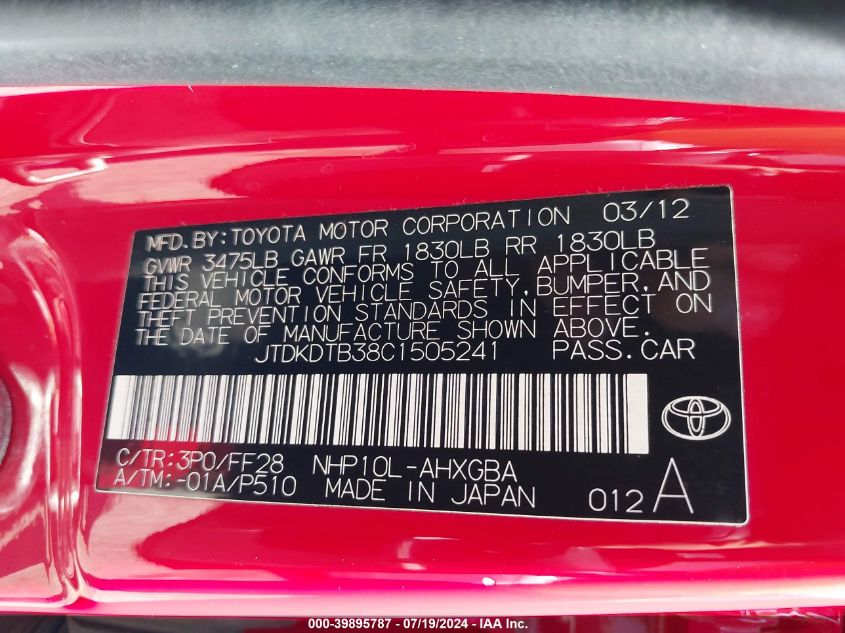 MFD.BY:TOYOTA MOTOR CORPORATION 03/12
GVWR 3475LB GAWR FR 1830LB RR 1830LB
THIS VEHICLE CONFORMS TO ALL APPLICABLE
FEDERAL MOTOR VEHICLE SAFETY,BUMPER,AND
THEFT PREVENTION STANDARDS IN EFFECT ON
THE DATE OF MANUFACTURE SHOWN ABOVE.
JTDKDTB38C1505241 PASS.CAR
C/TR:3P0/FF28 NHP10L-AHXGBA
A/TM:-01A/P510 MADE IN JAPAN 012 A
000-39895787 - 07/19/2024 - IAA Inc.